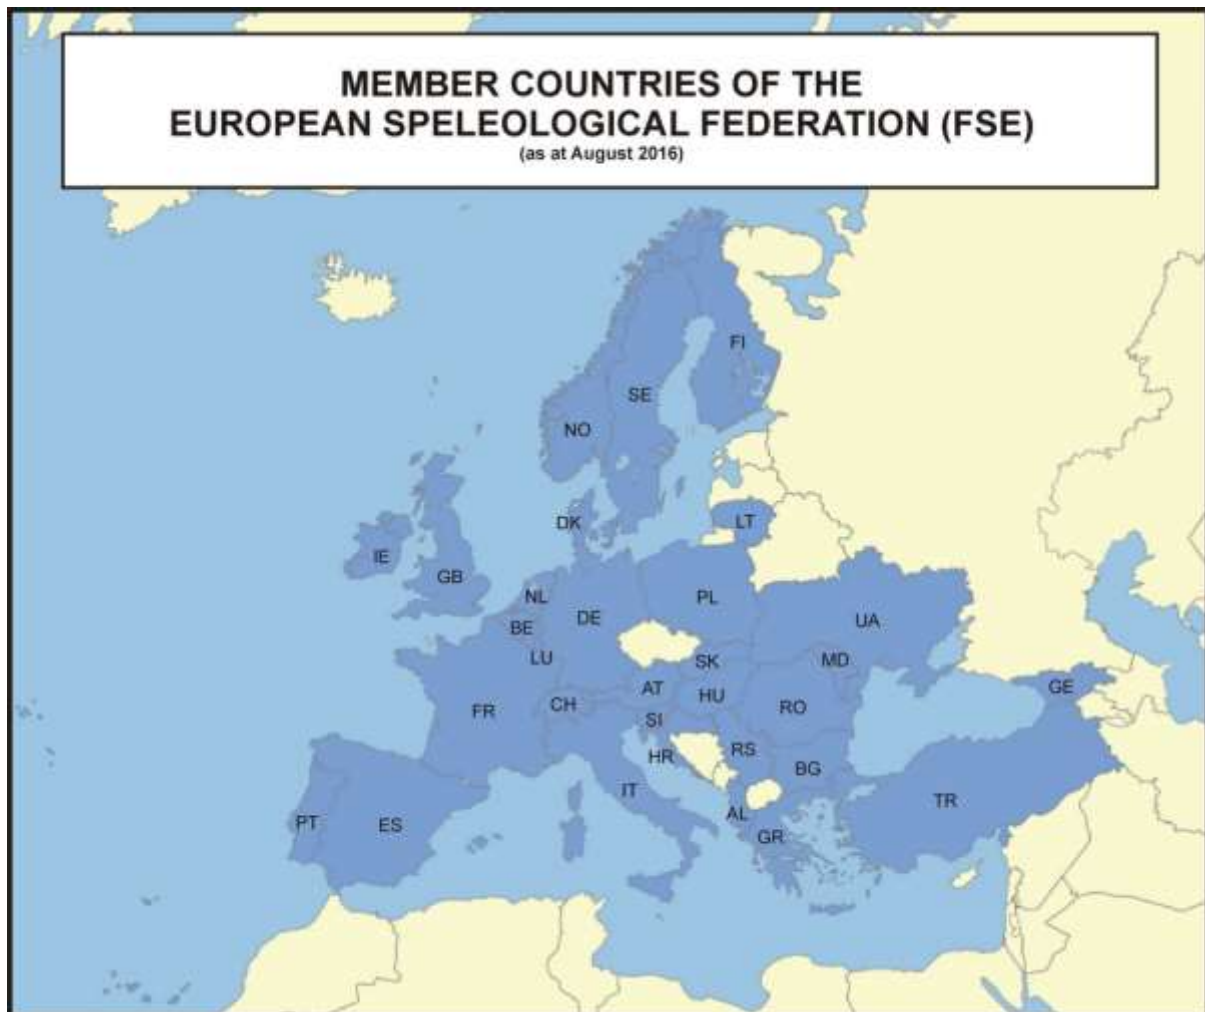 MEMBER COUNTRIES OF THE
EUROPEAN SPELEOLOGICAL FEDERATION (FSE)
(as at August 2016)
FI
SE
NO
DK
LT
IE
GB
NL
PL
DE
UA
BE
LU
SK
MD
AT
HU
GE
CH
RO
FR
SI
RS
HR
BG
IT
TR
AL
PT
ES
GR